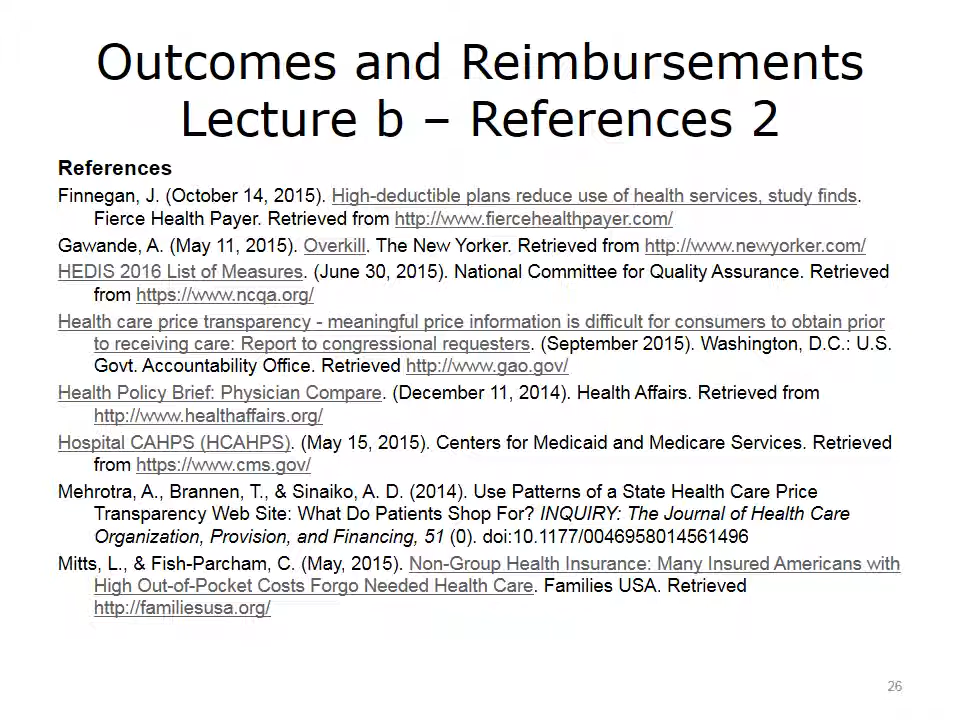 Outcomes and Reimbursements
Lecture b – References 2
References
Finnegan, J. (October 14, 2015). High-deductible plans reduce use of health services, study finds.
Fierce Health Payer. Retrieved from http://www.fiercehealthpayer.com/
Gawande, A. (May 11, 2015). Overkill. The New Yorker. Retrieved from http://www.newyorker.com/
HEDIS 2016 List of Measures. (June 30, 2015). National Committee for Quality Assurance. Retrieved
from https://www.ncqa.org/
Health care price transparency - meaningful price information is difficult for consumers to obtain prior
to receiving care: Report to congressional requesters. (September 2015). Washington, D.C.: U.S.
Govt. Accountability Office. Retrieved http://www.gao.gov/
Health Policy Brief: Physician Compare. (December 11, 2014). Health Affairs. Retrieved from
http://www.healthaffairs.org/
Hospital CAHPS (HCAHPS). (May 15, 2015). Centers for Medicaid and Medicare Services. Retrieved
from https://www.cms.gov/
Mehrotra, A., Brannen, T., & Sinaiko, A. D. (2014). Use Patterns of a State Health Care Price
Transparency Web Site: What Do Patients Shop For? INQUIRY: The Journal of Health Care
Organization, Provision, and Financing, 51 (0). doi:10.1177/0046958014561496
Mitts, L., & Fish-Parcham, C. (May, 2015). Non-Group Health Insurance: Many Insured Americans with
High Out-of-Pocket Costs Forgo Needed Health Care. Families USA. Retrieved
http://familiesusa.org/
26